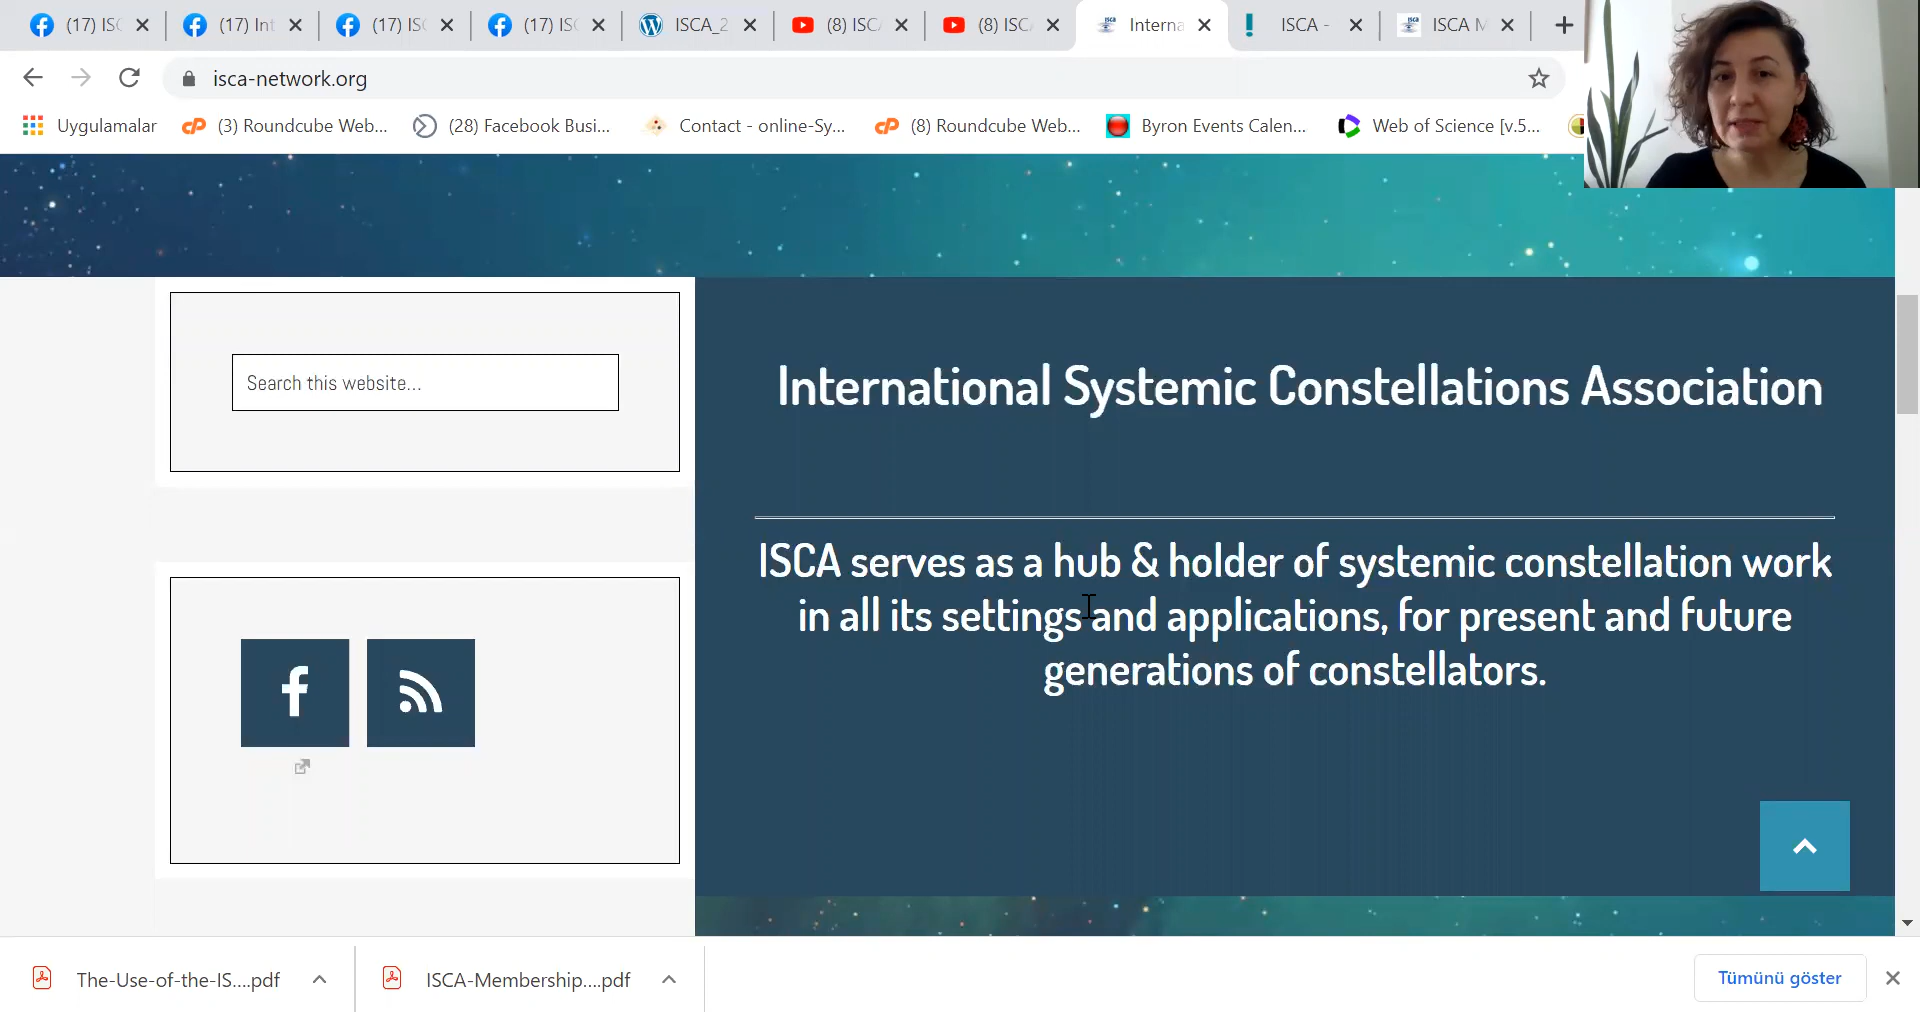 (17) ISC
(17) Int
(17) ISC
(17) ISC
ISCA_2
(8) ISCA
(8) ISC
Interna
ISCA -
ISCA M
isca-network.org
Uygulamalar
(3) Roundcube Web...
(28) Facebook Busi...
Contact - online-Sy...
(8) Roundcube Web...
Byron Events Calen...
Web of Science [v.5...
Search this website...
International Systemic Constellations Association
ISCA serves as a hub & holder of systemic constellation work
in all its settings and applications, for present and future
generations of constellators.
The-Use-of-the-IS....pdf
ISCA-Membership....pdf
Tümünü göster